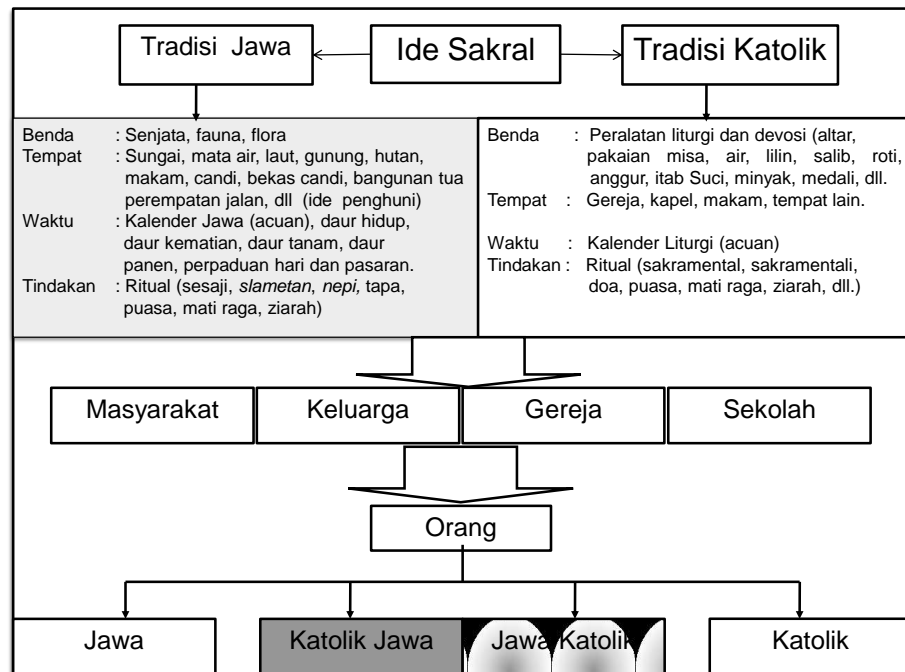 Tradisi Jawa
Ide Sakral
Tradisi Katolik
Benda : Senjata, fauna, flora
Tempat : Sungai, mata air, laut, gunung, hutan,
makam, candi, bekas candi, bangunan tua
perempatan jalan, dll (ide penghuni)
Waktu : Kalender Jawa (acuan), daur hidup,
daur kematian, daur tanam, daur
panen, perpaduan hari dan pasaran.
Tindakan : Ritual (sesaji, slametan, nepi, tapa,
puasa, mati raga, ziarah)
Benda : Peralatan liturgi dan devosi (altar,
pakaian misa, air, lilin, salib, roti,
anggur, itab Suci, minyak, medali, dll.
Tempat : Gereja, kapel, makam, tempat lain.
Waktu : Kalender Liturgi (acuan)
Tindakan : Ritual (sakramental, sakramentali,
doa, puasa, mati raga, ziarah, dll.)
Masyarakat
Keluarga
Gereja
Sekolah
Orang
Jawa
Katolik Jawa
Jawa Katolik
Katolik